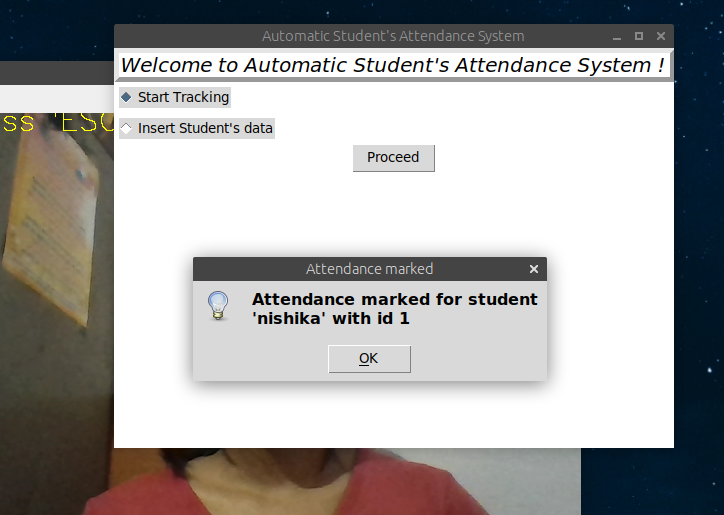 Automatic Student's Attendance System
Welcome to Automatic Student's Attendance System !
Start Tracking
ss 'ESC
Insert Student's data
Proceed
Attendance marked
Attendance marked for student
'nishika' with id 1
OK